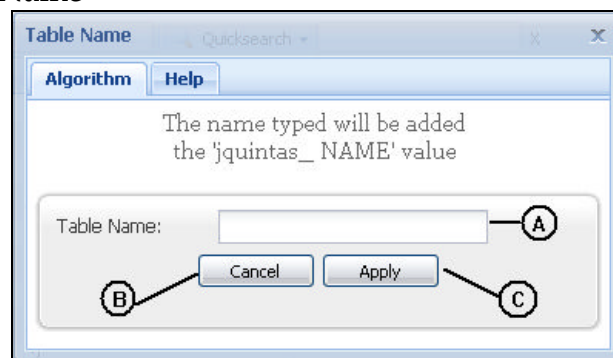 Table Name
Quicksearch
X
x
Algorithm
Help
The name typed will be added
the 'jquintas_ NAME' value
Table Name:
A
Cancel
Apply
B
C